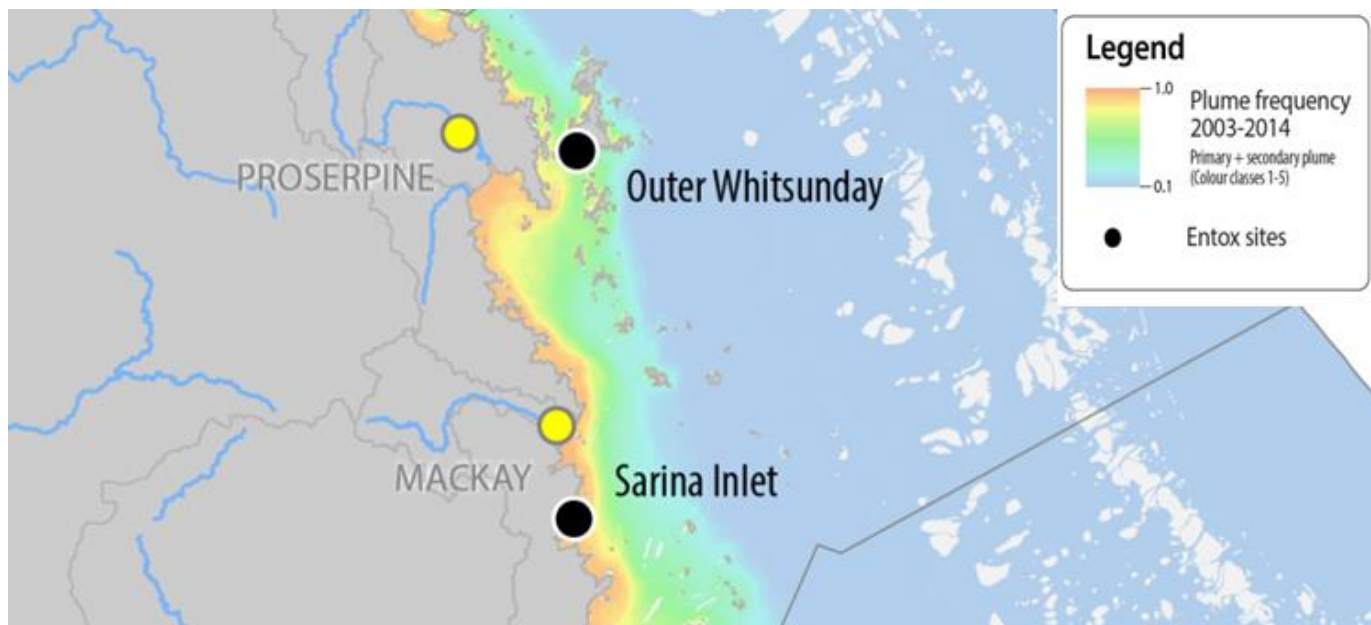 Legend
1.0
Plume frequency
2003-2014
Primary + secondary plume
(Colour classes 1-5)
0.1
Entox sites
PROSERPINE
Outer Whitsunday
MACKAY
Sarina Inlet